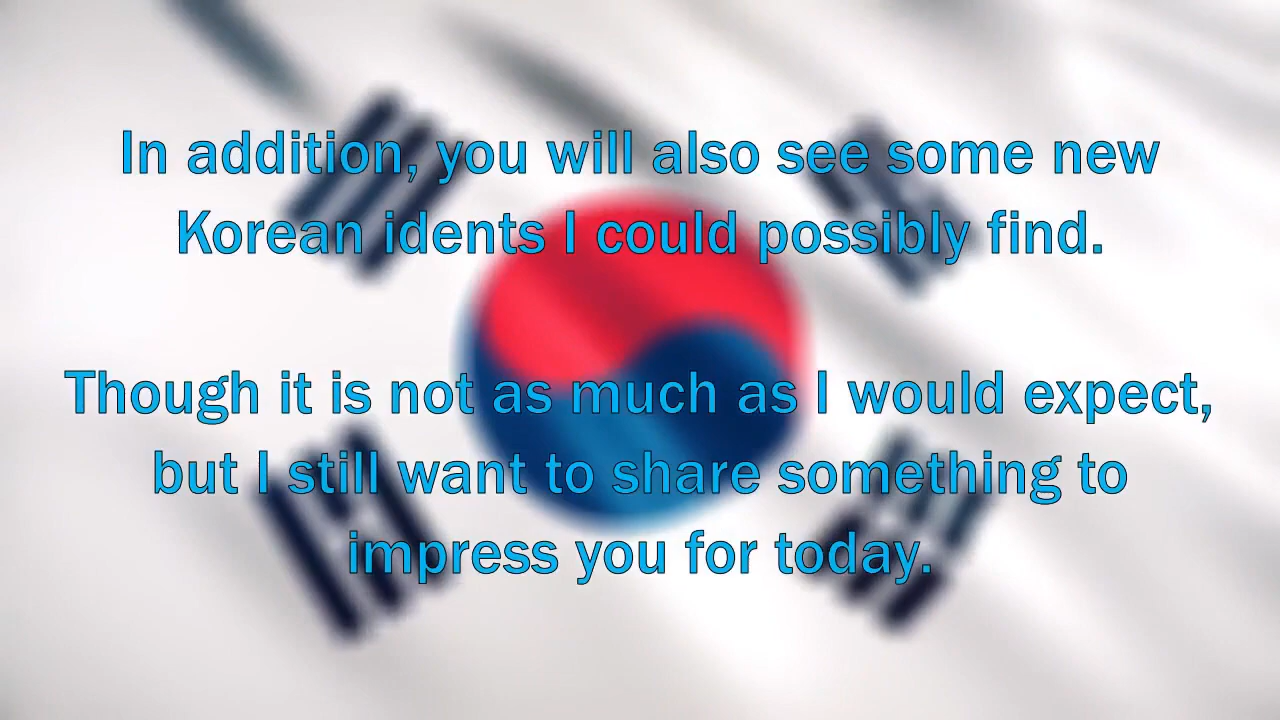 In addition, you will also see some new
Korean idents I could possibly find.
Though it is not as much as I would expect,
but I still want to share something to
impress you for today.